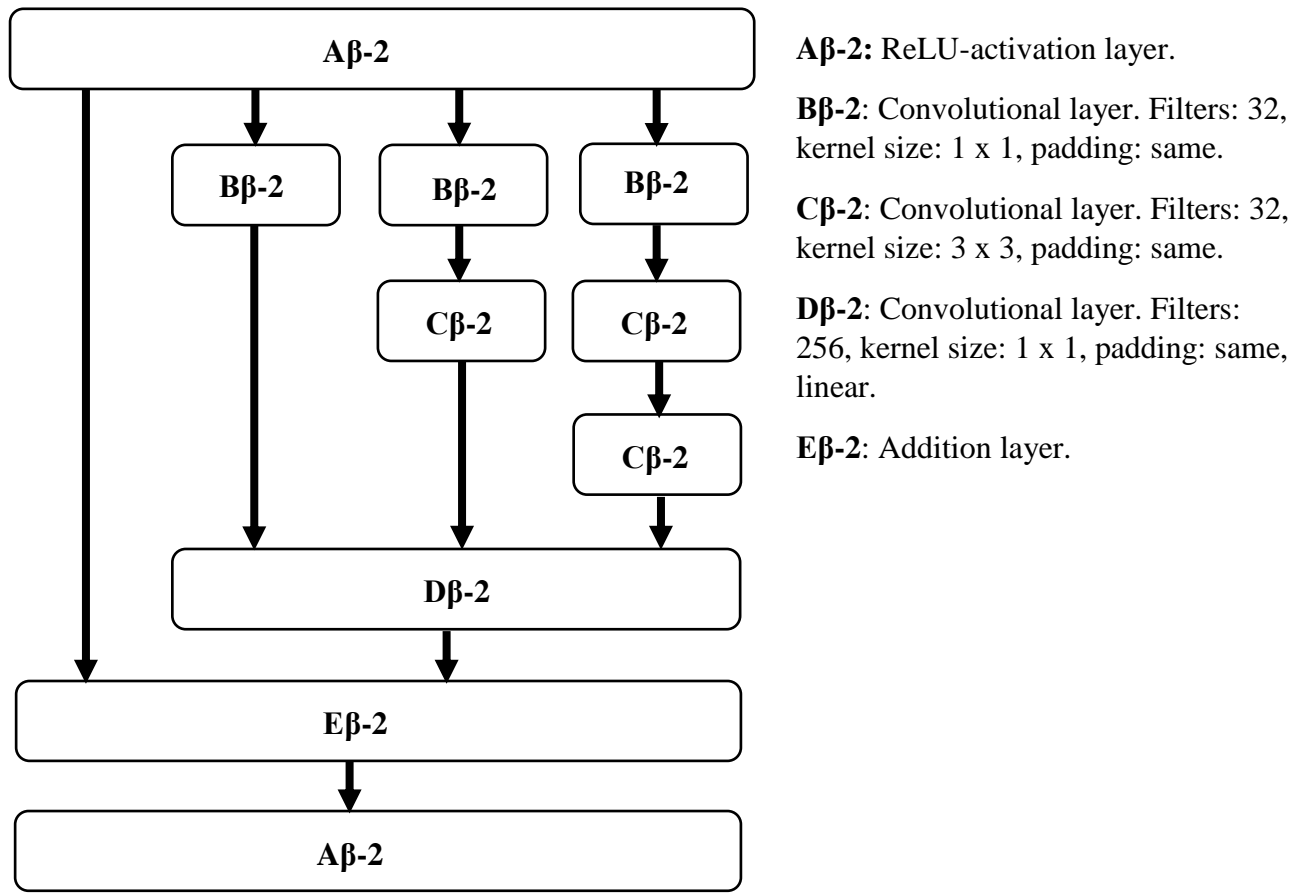 Aβ-2
Bβ-2
Bβ-2
Bβ-2
Cβ-2
Cβ-2
Cβ-2
Dβ-2
Eβ-2
Aβ-2
Aβ-2: ReLU-activation layer.
Bβ-2: Convolutional layer. Filters: 32,
kernel size: 1 x 1, padding: same.
Cβ-2: Convolutional layer. Filters: 32,
kernel size: 3 x 3, padding: same.
Dβ-2: Convolutional layer. Filters:
256, kernel size: 1 x 1, padding: same,
linear.
Eβ-2: Addition layer.